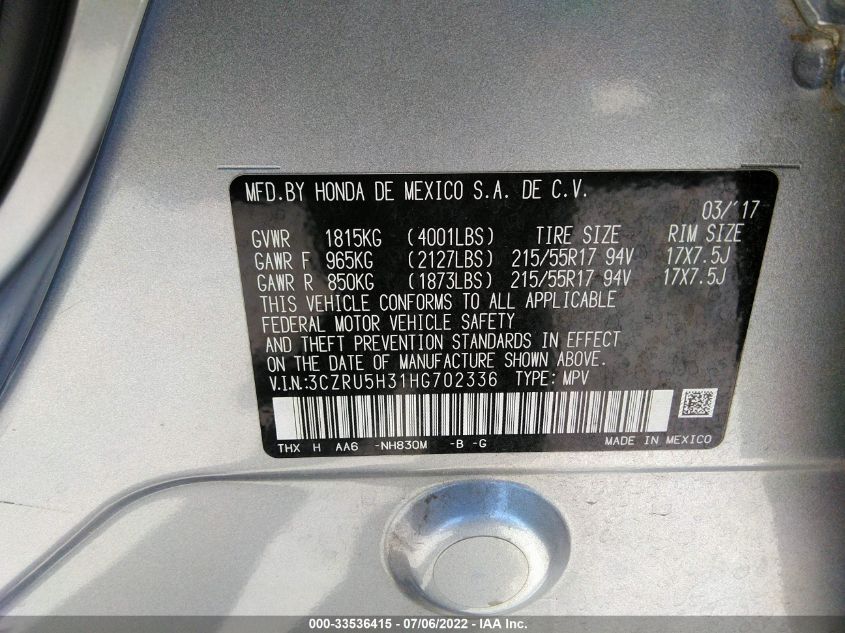 MFD.BY HONDA DE MEXICO S.A. DE C.V.
03/'17
GVWR 1815KG (4001LBS) TIRE SIZE RIM SIZE
GAWR F 965KG (2127LBS) 215/55R17 94V 17X7.5J
GAWR R 850KG (1873LBS) 215/55R17 94V 17X7.5J
THIS VEHICLE CONFORMS TO ALL APPLICABLE
FEDERAL MOTOR VEHICLE SAFETY
AND THEFT PREVENTION STANDARDS IN EFFECT
ON THE DATE OF MANUFACTURE SHOWN ABOVE.
V.I.N:3CZRU5H31HG702336 TYPE: MPV
THX H AA6 -NH830M -B -G MADE IN MEXICO
000-33536415 - 07/06/2022 - IAA Inc.